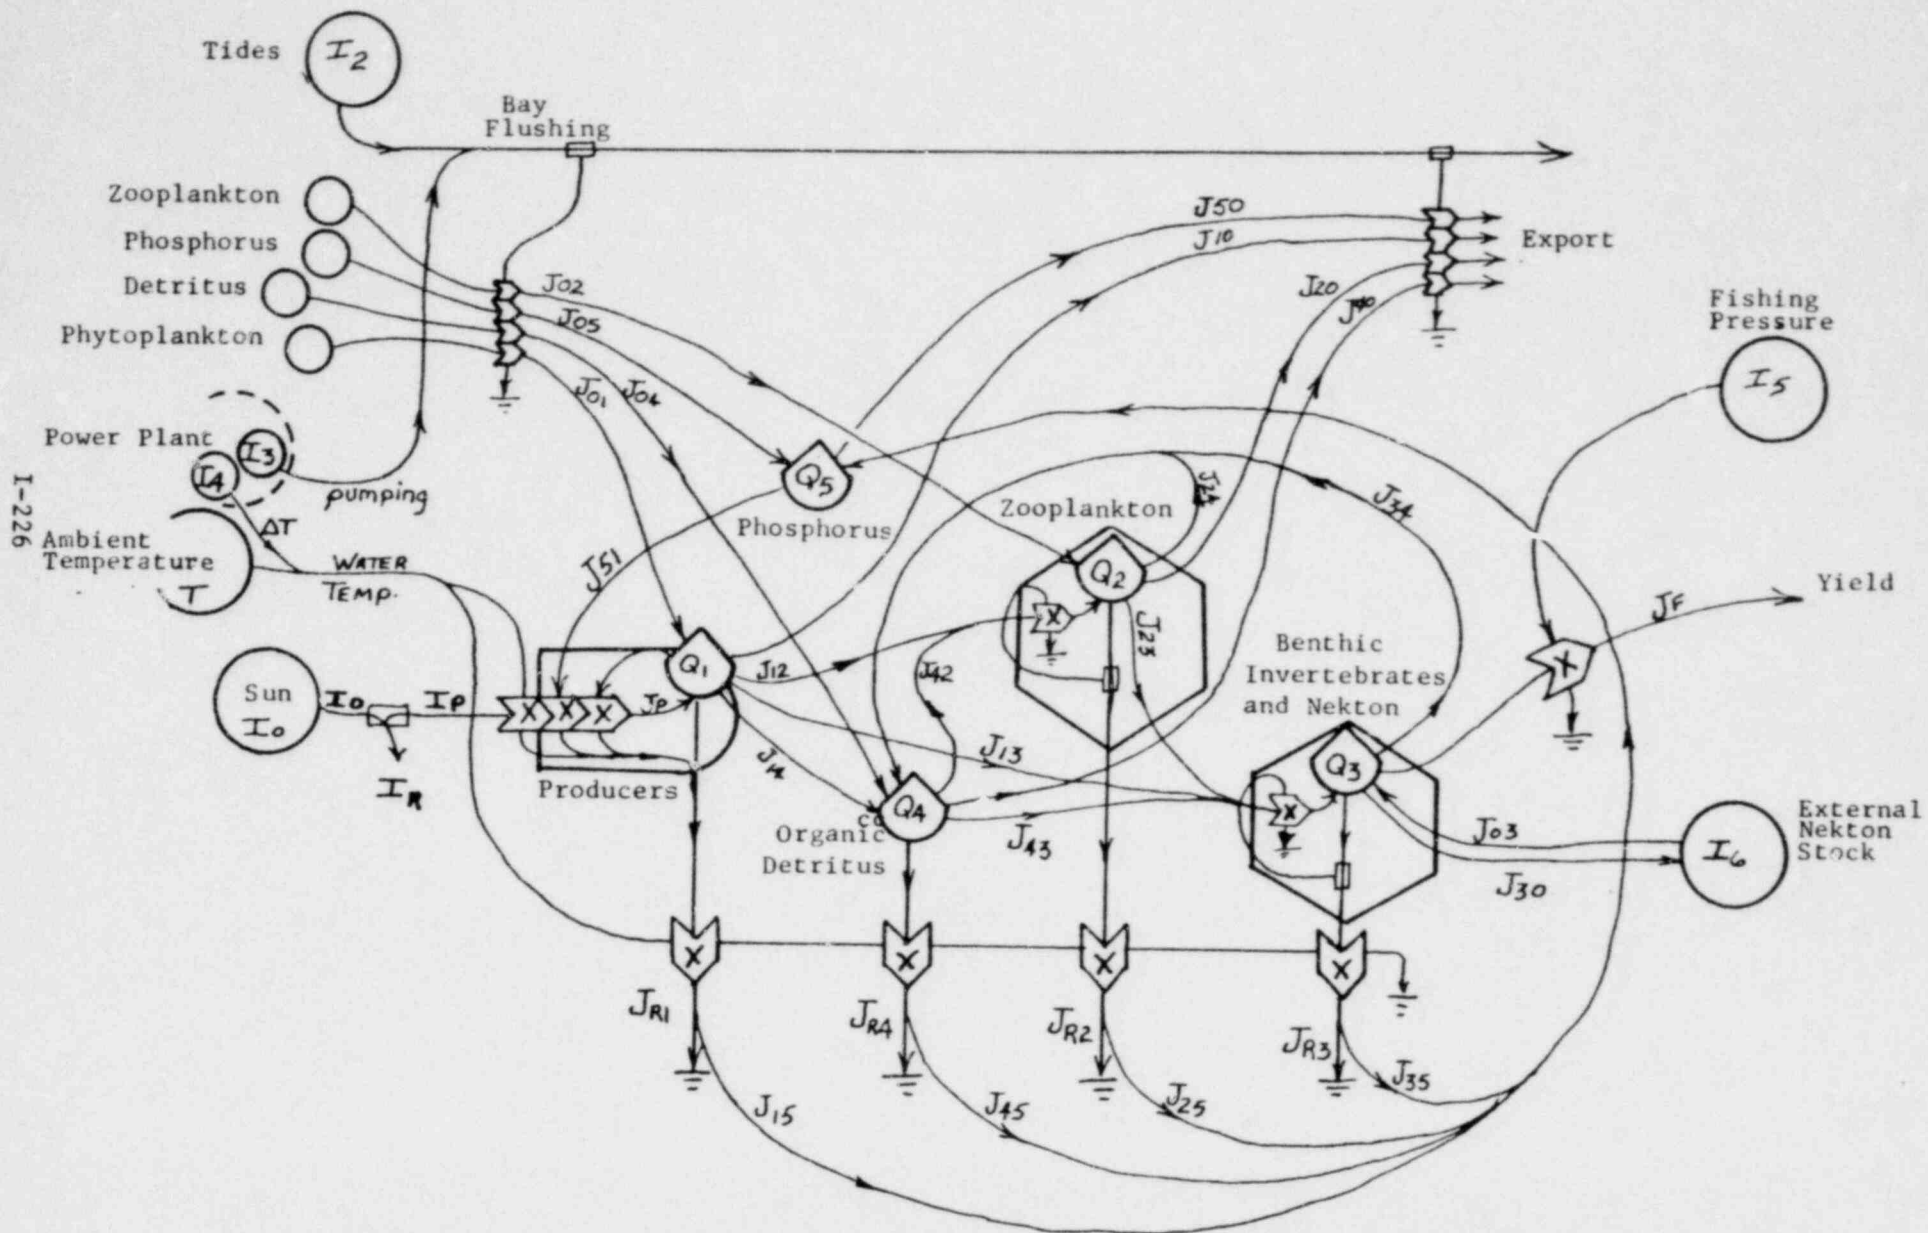 Tides
I2
Bay
Flushing
Zooplankton
Phosphorus
Detritus
Phytoplankton
J02
J05
J01
J04
J50
J10
J20
J40
Export
Fishing
Pressure
I5
Power Plant
I3
I4
pumping
ΔT
Ambient
Temperature
T
WATER
TEMP.
I-226
Q5
Phosphorus
J51
Zooplankton
Q2
X
J24
J34
J23
Sun
I0
I0
IP
IR
X X X
JP
Q1
Producers
J12
J42
J13
J14
Q4
cc
Organic
Detritus
J43
Benthic
Invertebrates
and Nekton
Q3
X
X
JF
Yield
J03
J30
I6
External
Nekton
Stock
X
X
X
X
JR1
JR4
JR2
JR3
J15
J45
J25
J35